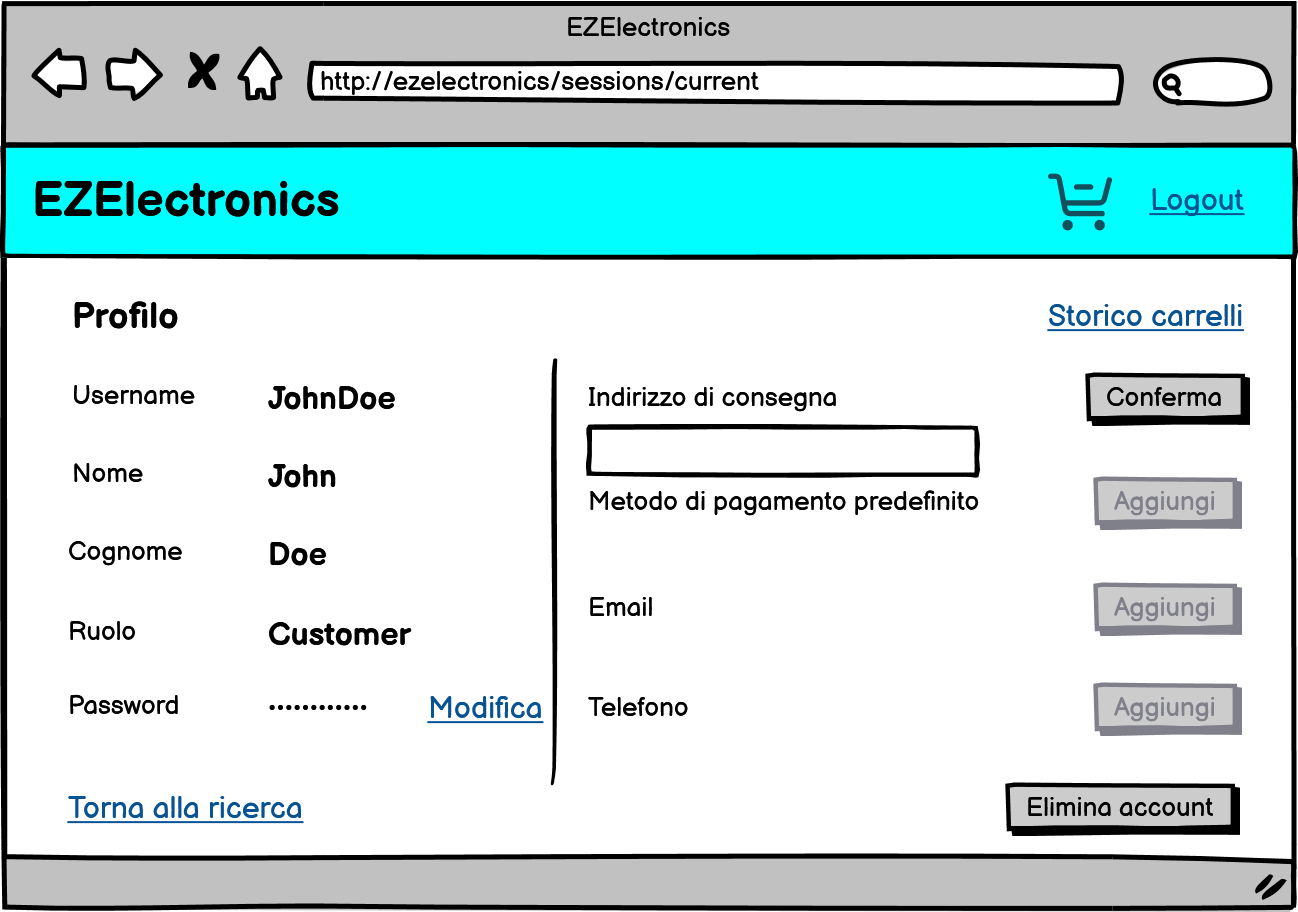 EZElectronics
http://ezelectronics/sessions/current
EZElectronics
Logout
Profilo
Storico carrelli
Username
JohnDoe
Nome
John
Cognome
Doe
Ruolo
Customer
Password
••••••••••••
Modifica
Indirizzo di consegna
Conferma
Metodo di pagamento predefinito
Aggiungi
Email
Aggiungi
Telefono
Aggiungi
Torna alla ricerca
Elimina account